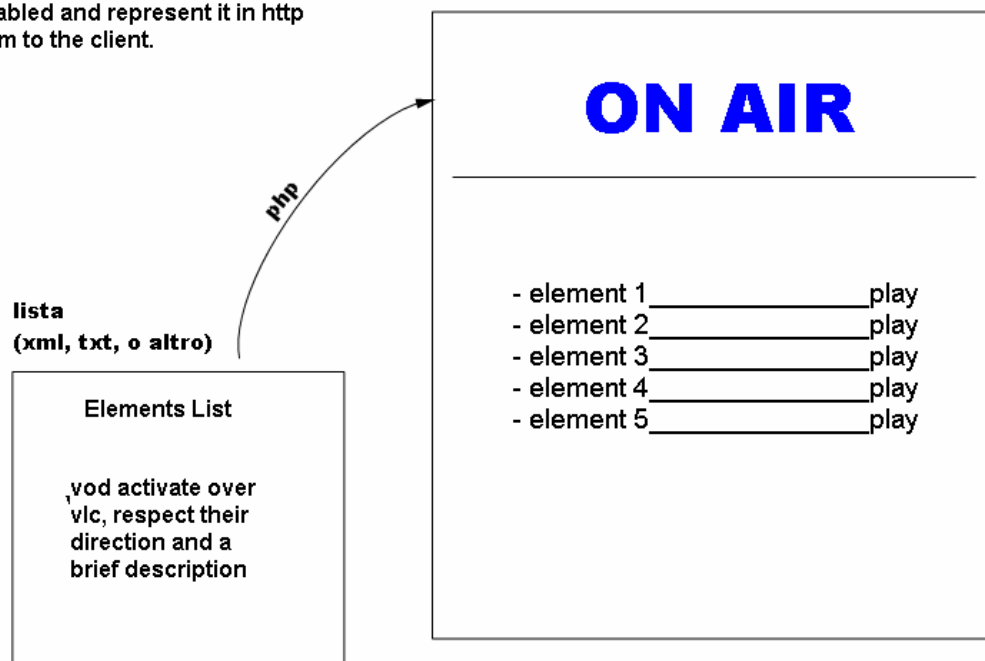 abled and represent it in http
m to the client.
ON AIR
php
lista
(xml, txt, o altro)
Elements List
vod activate over
vlc, respect their
direction and a
brief description
- element 1_______________play
- element 2_______________play
- element 3_______________play
- element 4_______________play
- element 5_______________play